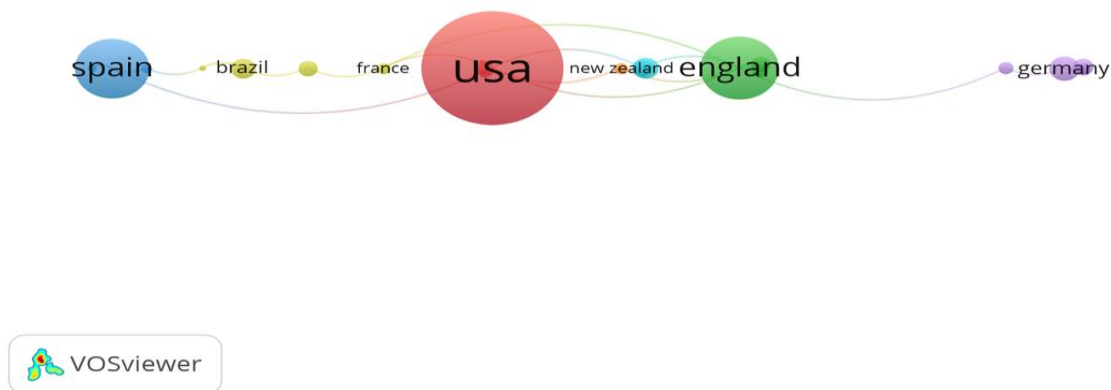 spain
brazil
france
usa
new zealand
england
germany
VOSviewer